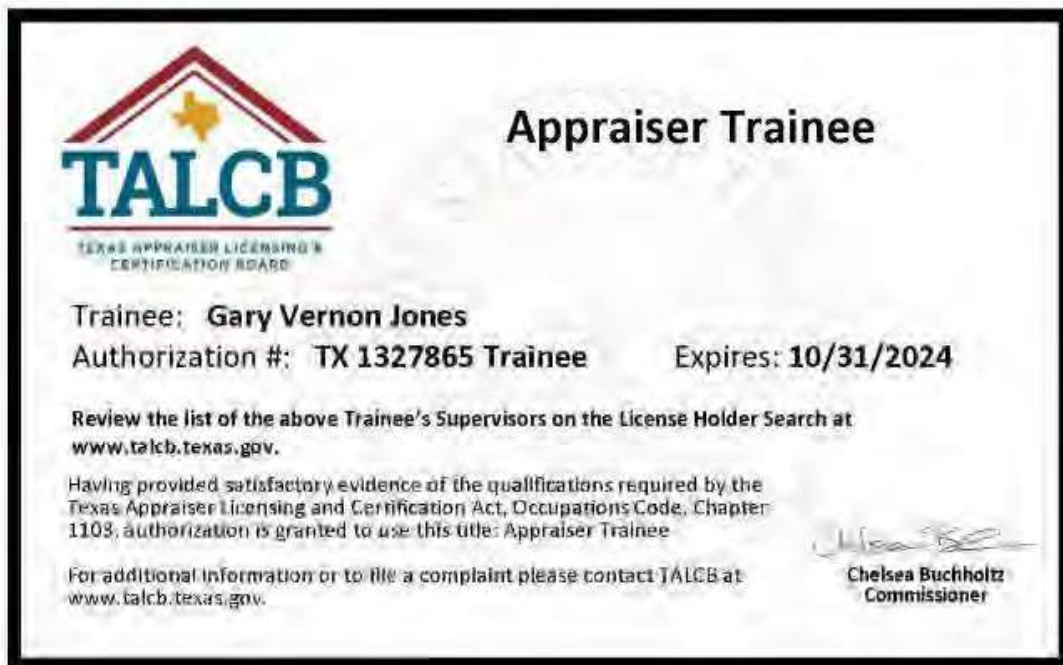 TALCB
TEXAS APPRAISER LICENSING &
CERTIFICATION BOARD
Appraiser Trainee
Trainee: Gary Vernon Jones
Authorization #: TX 1327865 Trainee Expires: 10/31/2024
Review the list of the above Trainee's Supervisors on the License Holder Search at
www.talcb.texas.gov.
Having provided satisfactory evidence of the qualifications required by the
Texas Appraiser Licensing and Certification Act, Occupations Code, Chapter
1103, authorization is granted to use this title: Appraiser Trainee
For additional information or to file a complaint please contact TALCB at
www.talcb.texas.gov.
Chelsea Buchholtz
Commissioner